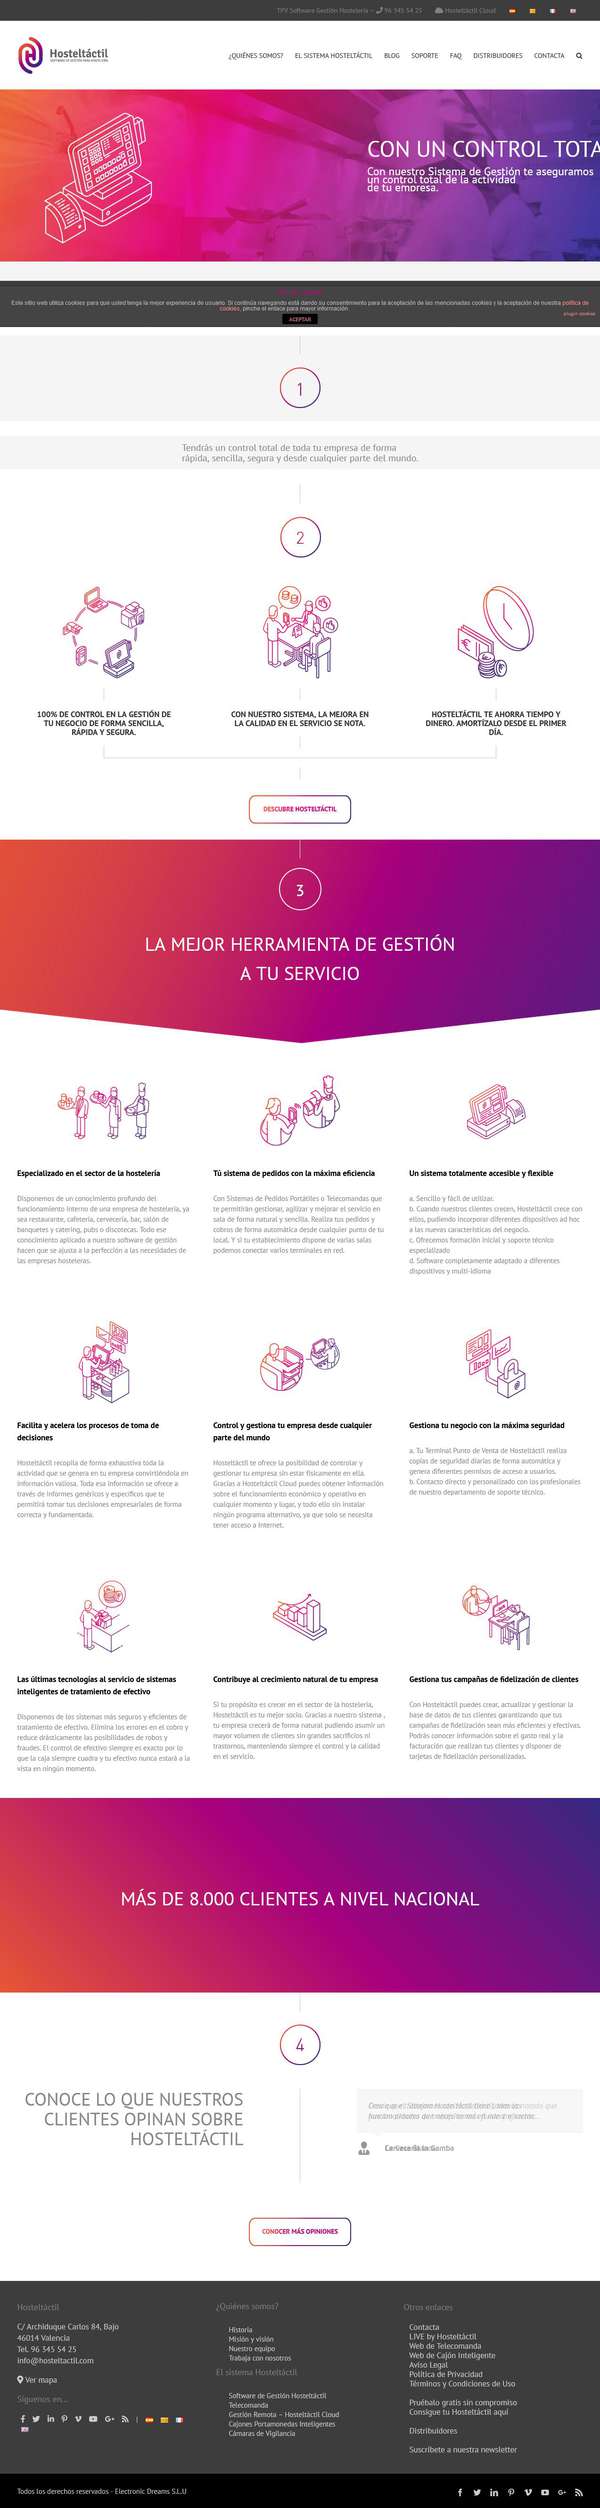 TPV Software Gestión Hostelería – 96 345 54 25 Hosteltáctil Cloud
Hosteltáctil
¿QUIÉNES SOMOS? EL SISTEMA HOSTELTÁCTIL BLOG SOPORTE FAQ DISTRIBUIDORES CONTACTA
CON UN CONTROL TOTA
Con nuestro Sistema de Gestión te aseguramos
un control total de la actividad
de tu empresa.
Este sitio web utiliza cookies para que usted tenga la mejor experiencia de usuario. Si continúa navegando está dando su consentimiento para la aceptación de las mencionadas cookies y la aceptación de nuestra política de
cookies, pinche el enlace para mayor información.
plugin cookies
ACEPTAR
1
Tendrás un control total de toda tu empresa de forma
rápida, sencilla, segura y desde cualquier parte del mundo.
2
100% DE CONTROL EN LA GESTIÓN DE
TU NEGOCIO DE FORMA SENCILLA,
RÁPIDA Y SEGURA.
CON NUESTRO SISTEMA, LA MEJORA EN
LA CALIDAD EN EL SERVICIO SE NOTA.
HOSTELTÁCTIL TE AHORRA TIEMPO Y
DINERO. AMORTÍZALO DESDE EL PRIMER
DÍA.
DESCUBRE HOSTELTÁCTIL
3
LA MEJOR HERRAMIENTA DE GESTIÓN
A TU SERVICIO
Especializado en el sector de la hostelería
Disponemos de un conocimiento profundo del
funcionamiento interno de una empresa de hostelería, ya
sea restaurante, cafetería, cervecería, bar, salón de
banquetes y catering, pubs o discotecas. Todo ese
conocimiento aplicado a nuestro software de gestión
hacen que se ajusta a la perfección a las necesidades de
las empresas hosteleras.
Tú sistema de pedidos con la máxima eficiencia
Con Sistemas de Pedidos Portátiles o Telecomandas que
te permitirán gestionar, agilizar y mejorar el servicio en
sala de forma natural y sencilla. Realiza tus pedidos y
cobros de forma automática desde cualquier punto de tu
local. Y si tu establecimiento dispone de varias salas
podemos conectar varios terminales en red.
Un sistema totalmente accesible y flexible
a. Sencillo y fácil de utilizar.
b. Cuando nuestros clientes crecen, Hosteltáctil crece con
ellos, pudiendo incorporar diferentes dispositivos ad hoc
a las nuevas características del negocio.
c. Ofrecemos formación inicial y soporte técnico
especializado
d. Software completamente adaptado a diferentes
dispositivos y multi-idioma
Facilita y acelera los procesos de toma de
decisiones
Hosteltáctil recopila de forma exhaustiva toda la
actividad que se genera en tu empresa convirtiéndola en
información valiosa. Toda esa información se ofrece a
través de informes genéricos y específicos que te
permitirá tomar tus decisiones empresariales de forma
correcta y fundamentada.
Control y gestiona tu empresa desde cualquier
parte del mundo
Hosteltáctil te ofrece la posibilidad de controlar y
gestionar tu empresa sin estar físicamente en ella.
Gracias a Hosteltáctil Cloud puedes obtener información
sobre el funcionamiento económico y operativo en
cualquier momento y lugar, y todo ello sin instalar
ningún programa alternativo, ya que solo se necesita
tener acceso a Internet.
Gestiona tu negocio con la máxima seguridad
a. Tu Terminal Punto de Venta de Hosteltáctil realiza
copias de seguridad diarias de forma automática y
genera diferentes permisos de acceso a usuarios.
b. Contacto directo y personalizado con los profesionales
de nuestro departamento de soporte técnico.
Las últimas tecnologías al servicio de sistemas
inteligentes de tratamiento de efectivo
Disponemos de los sistemas más seguros y eficientes de
tratamiento de efectivo. Elimina los errores en el cobro y
reduce drásticamente las posibilidades de robos y
fraudes. El control de efectivo siempre es exacto por lo
que la caja siempre cuadra y tu efectivo nunca estará a la
vista en ningún momento.
Contribuye al crecimiento natural de tu empresa
Si tu propósito es crecer en el sector de la hostelería,
Hosteltáctil es tu mejor socio. Gracias a nuestro sistema ,
tu empresa crecerá de forma natural pudiendo asumir un
mayor volumen de clientes sin grandes sacrificios ni
trastornos, manteniendo siempre el control y la calidad
en el servicio.
Gestiona tus campañas de fidelización de clientes
Con Hosteltáctil puedes crear, actualizar y gestionar la
base de datos de tus clientes garantizando que tus
campañas de fidelización sean más eficientes y efectivas.
Podrás conocer información sobre el gasto real y la
facturación que realizan tus clientes y disponer de
tarjetas de fidelización personalizadas.
MÁS DE 8.000 CLIENTES A NIVEL NACIONAL
4
CONOCE LO QUE NUESTROS
CLIENTES OPINAN SOBRE
HOSTELTÁCTIL
CONOCER MÁS OPINIONES
Hosteltáctil
C/ Archiduque Carlos 84, Bajo
46014 Valencia
Tel. 96 345 54 25
info@hosteltactil.com
Ver mapa
Síguenos en...
¿Quiénes somos?
Historia
Misión y visión
Nuestro equipo
Trabaja con nosotros
El sistema Hosteltáctil
Software de Gestión Hosteltáctil
Telecomanda
Gestión Remota – Hosteltáctil Cloud
Cajones Portamonedas Inteligentes
Cámaras de Vigilancia
Otros enlaces
Contacta
LIVE by Hosteltáctil
Web de Telecomanda
Web de Cajón Inteligente
Aviso Legal
Política de Privacidad
Términos y Condiciones de Uso
Pruébalo gratis sin compromiso
Consigue tu Hosteltáctil aquí
Distribuidores
Suscríbete a nuestra newsletter
Todos los derechos reservados - Electronic Dreams S.L.U